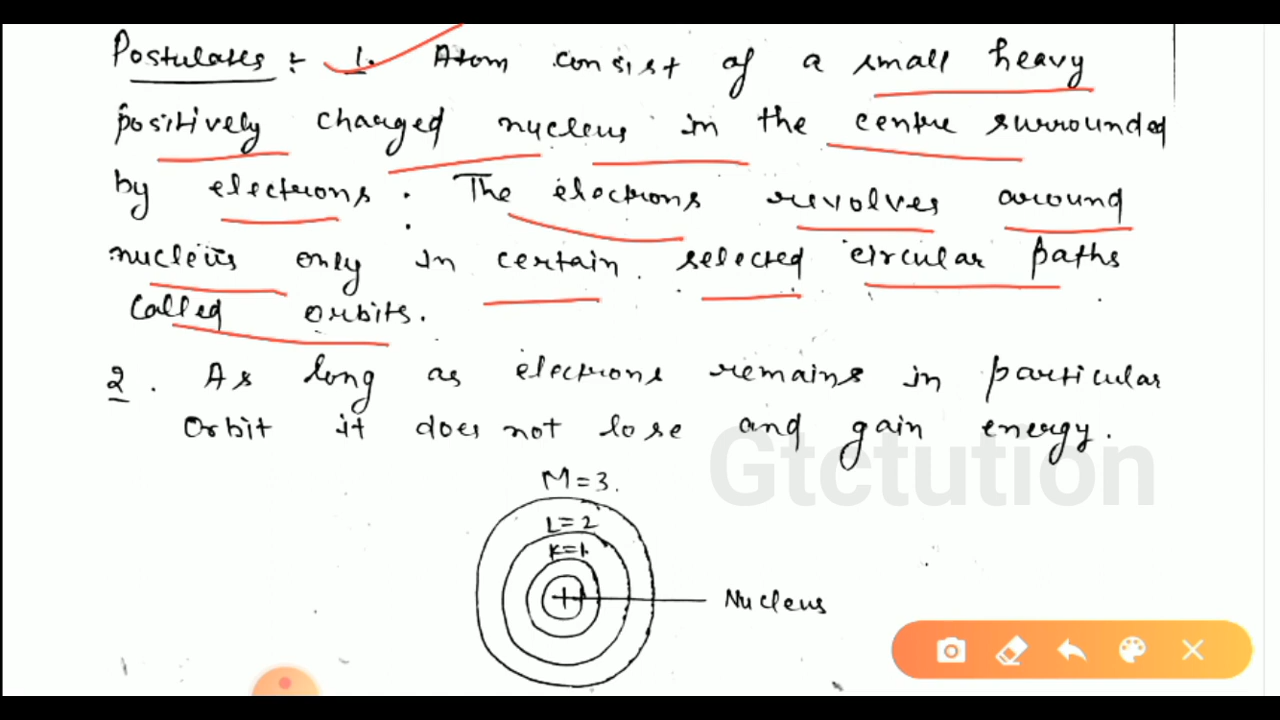 Postulates :- 1. Atom consist of a small heavy
positively charged nucleus in the centre surrounded
by electrons. The electrons revolves around
nucleus only in certain selected circular paths
called orbits.
2. As long as electrons remains in particular
orbit it does not lose and gain energy.
Gtctution
M=3.
L=2
K=1.
+
Nucleus